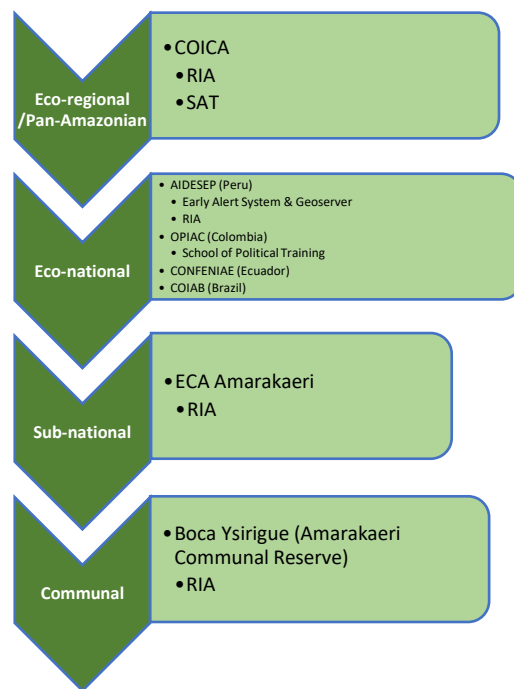 Eco-regional
/Pan-Amazonian
•COICA
•RIA
•SAT
Eco-national
• AIDESEP (Peru)
• Early Alert System & Geoserver
• RIA
• OPIAC (Colombia)
• School of Political Training
• CONFENIAE (Ecuador)
• COIAB (Brazil)
Sub-national
•ECA Amarakaeri
•RIA
Communal
•Boca Ysirigue (Amarakaeri
Communal Reserve)
•RIA